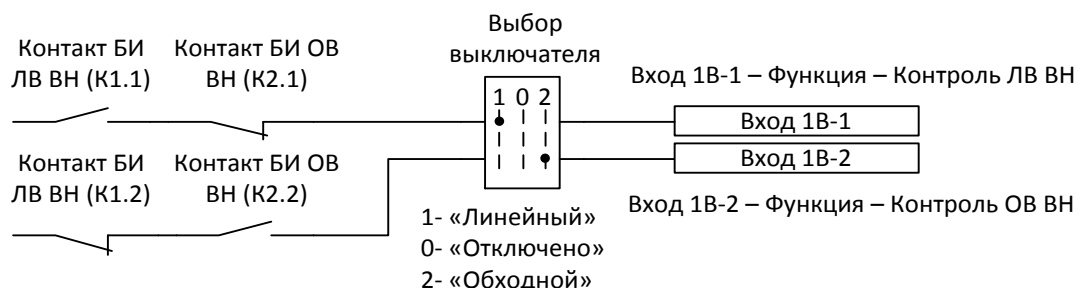 Выбор
выключателя
Контакт БИ
ЛВ ВН (К1.1)
Контакт БИ ОВ
ВН (К2.1)
1 0 2
Вход 1В-1 – Функция – Контроль ЛВ ВН
Вход 1В-1
Вход 1В-2
Контакт БИ
ЛВ ВН (К1.2)
Контакт БИ ОВ
ВН (К2.2)
Вход 1В-2 – Функция – Контроль ОВ ВН
1- «Линейный»
0- «Отключено»
2- «Обходной»